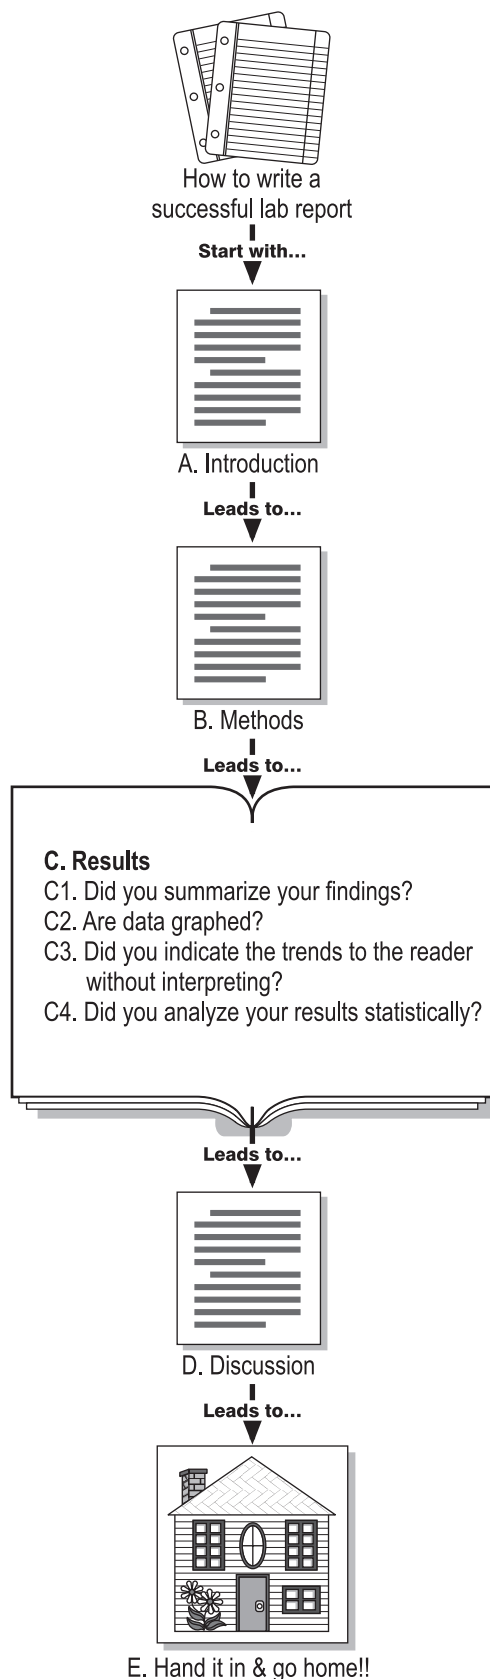 How to write a
successful lab report
Start with...
A. Introduction
Leads to...
B. Methods
Leads to...
C. Results
C1. Did you summarize your findings?
C2. Are data graphed?
C3. Did you indicate the trends to the reader
without interpreting?
C4. Did you analyze your results statistically?
Leads to...
D. Discussion
Leads to...
E. Hand it in & go home!!